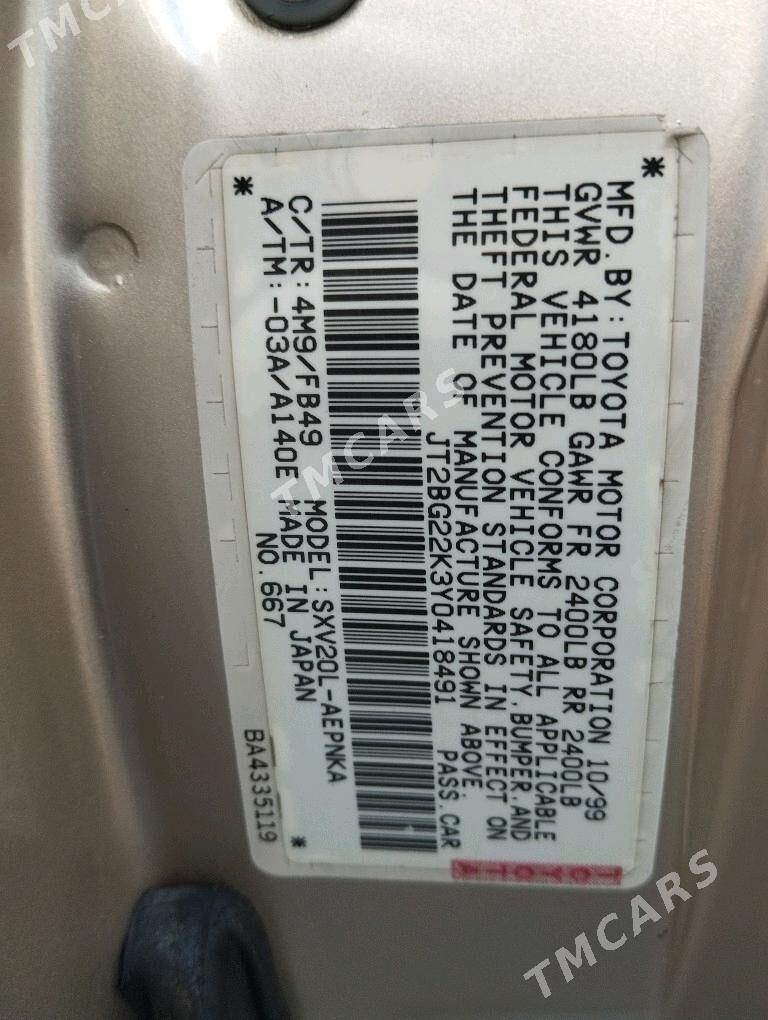 MFD.BY:TOYOTA MOTOR CORPORATION 10/99
GVWR 4180LB GAWR FR 2400LB RR 2400LB
THIS VEHICLE CONFORMS TO ALL APPLICABLE
FEDERAL MOTOR VEHICLE SAFETY,BUMPER,AND
THEFT PREVENTION STANDARDS IN EFFECT ON
THE DATE OF MANUFACTURE SHOWN ABOVE.
JT2BG22K3Y0418491 PASS.CAR
C/TR:4M9/FB49 MODEL:SXV20L-AEPNKA
A/TM:-03A/A140E MADE IN JAPAN
NO.667
BA4335119
TOYOTA
TMCARS
TMCARS
TMCARS